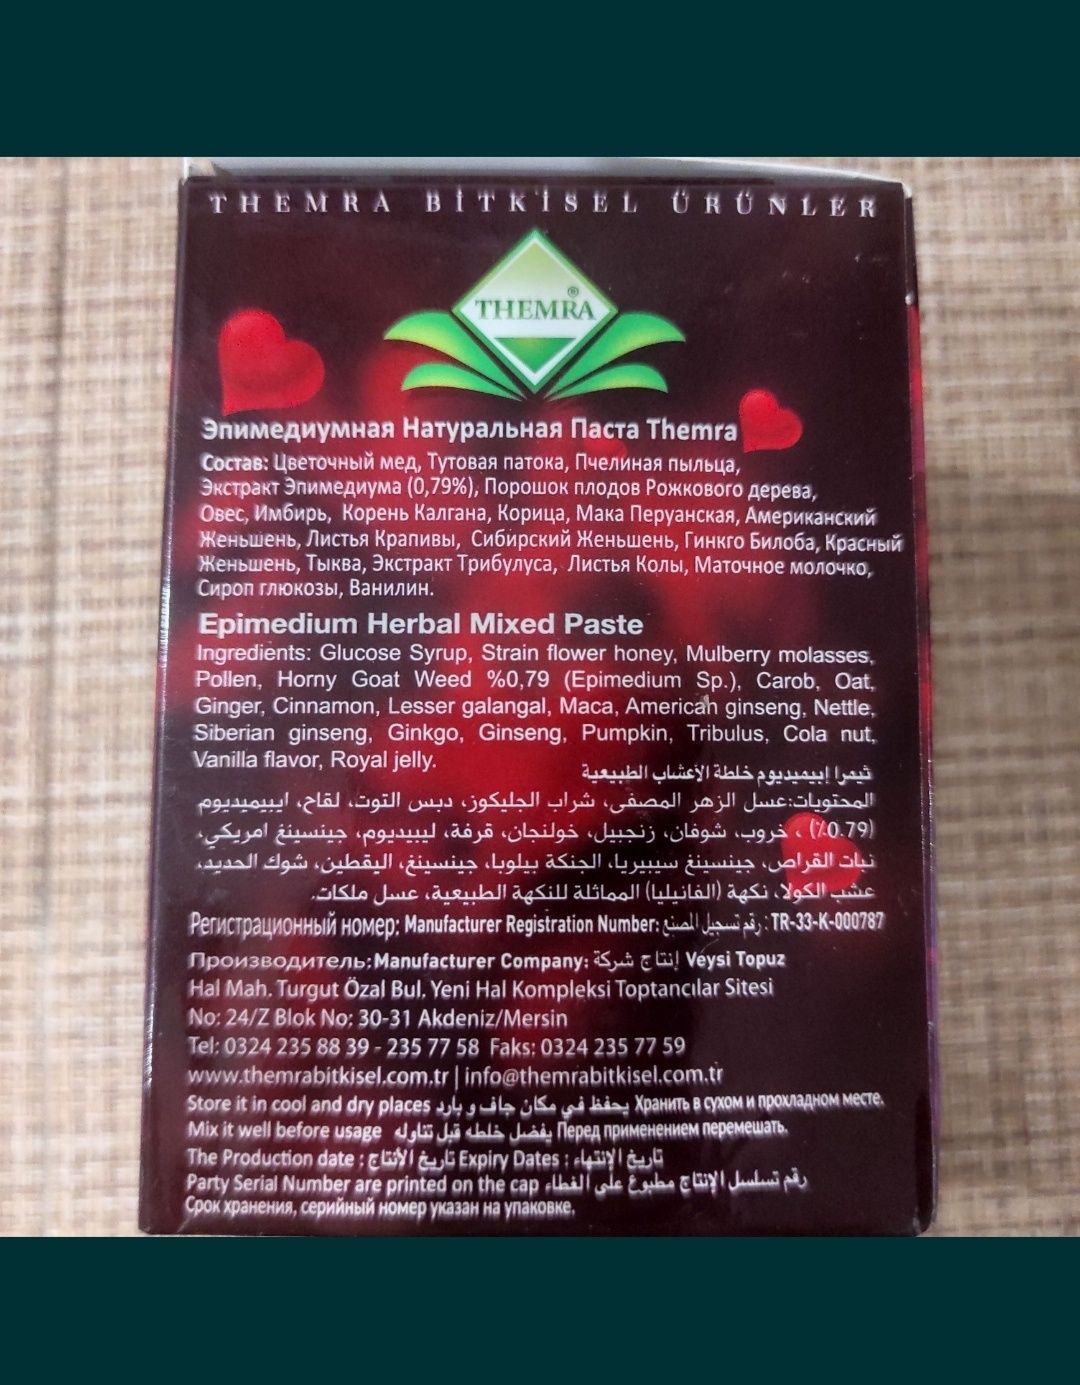 THEMRA BİTKİSEL ÜRÜNLER
THEMRA®
Эпимедиумная Натуральная Паста Themra
Состав: Цветочный мед, Тутовая патока, Пчелиная пыльца,
Экстракт Эпимедиума (0,79%), Порошок плодов Рожкового дерева,
Овес, Имбирь, Корень Калгана, Корица, Мака Перуанская, Американский
Женьшень, Листья Крапивы, Сибирский Женьшень, Гинкго Билоба, Красный
Женьшень, Тыква, Экстракт Трибулуса, Листья Колы, Маточное молочко,
Сироп глюкозы, Ванилин.
Epimedium Herbal Mixed Paste
Ingredients: Glucose Syrup, Strain flower honey, Mulberry molasses,
Pollen, Horny Goat Weed %0,79 (Epimedium Sp.), Carob, Oat,
Ginger, Cinnamon, Lesser galangal, Maca, American ginseng, Nettle,
Siberian ginseng, Ginkgo, Ginseng, Pumpkin, Tribulus, Cola nut,
Vanilla flavor, Royal jelly.
ثيمرا إبيميديوم خلطة الأعشاب الطبيعية
المحتويات:عسل الزهر المصفى، شراب الجليكوز، دبس التوت، لقاح، ايبيميديوم
(0.79٪) ، خروب، شوفان، زنجبيل، خولنجان، قرفة، ليبيديوم، جينسينغ امريكي،
نبات القراص، جينسينغ سيبيريا، الجنكة بيلوبا، جينسينغ، اليقطين، شوك الحديد،
عشب الكولا، نكهة (الفانيليا) المماثلة للنكهة الطبيعية، عسل ملكات.
Регистрационный номер: Manufacturer Registration Number: رقم تسجيل المصنع : TR-33-K-000787
Производитель: Manufacturer Company: إنتاج شركة Veysi Topuz
Hal Mah. Turgut Özal Bul. Yeni Hal Kompleksi Toptancılar Sitesi
No: 24/Z Blok No: 30-31 Akdeniz/Mersin
Tel: 0324 235 88 39 - 235 77 58 Faks: 0324 235 77 59
www.themrabitkisel.com.tr | info@themrabitkisel.com.tr
Store it in cool and dry places يحفظ في مكان جاف و بارد Хранить в сухом и прохладном месте.
Mix it well before usage يفضل خلطه قبل تناوله Перед применением перемешать.
The Production date : تاريخ الأنتاج Expiry Dates : تاريخ الإنتهاء
Party Serial Number are printed on the cap رقم تسلسل الإنتاج مطبوع على الغطاء
Срок хранения, серийный номер указан на упаковке.